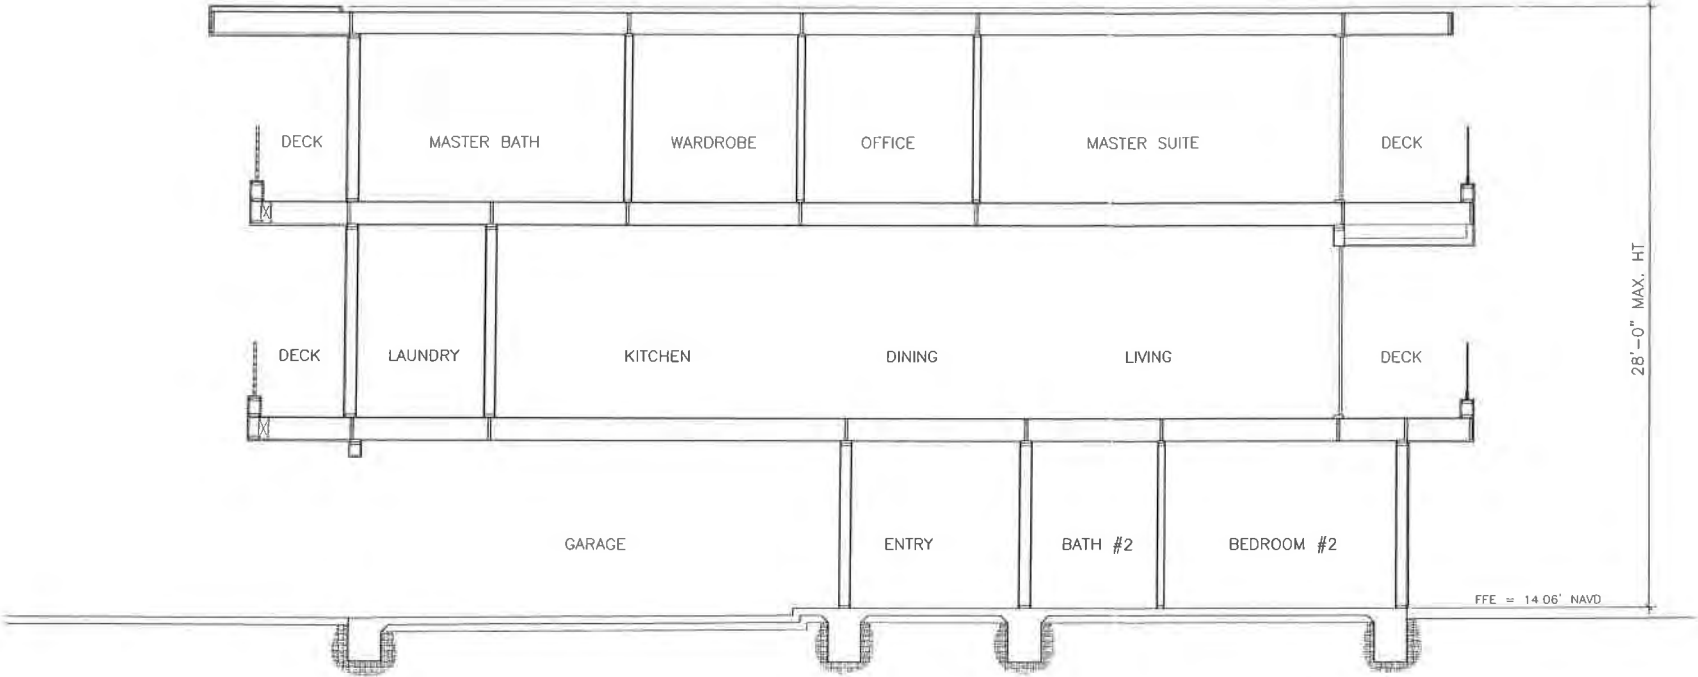 DECK MASTER BATH WARDROBE OFFICE MASTER SUITE DECK
28'-0" MAX. HT
DECK LAUNDRY KITCHEN DINING LIVING DECK
GARAGE ENTRY BATH #2 BEDROOM #2
FFE = 14 06' NAVD